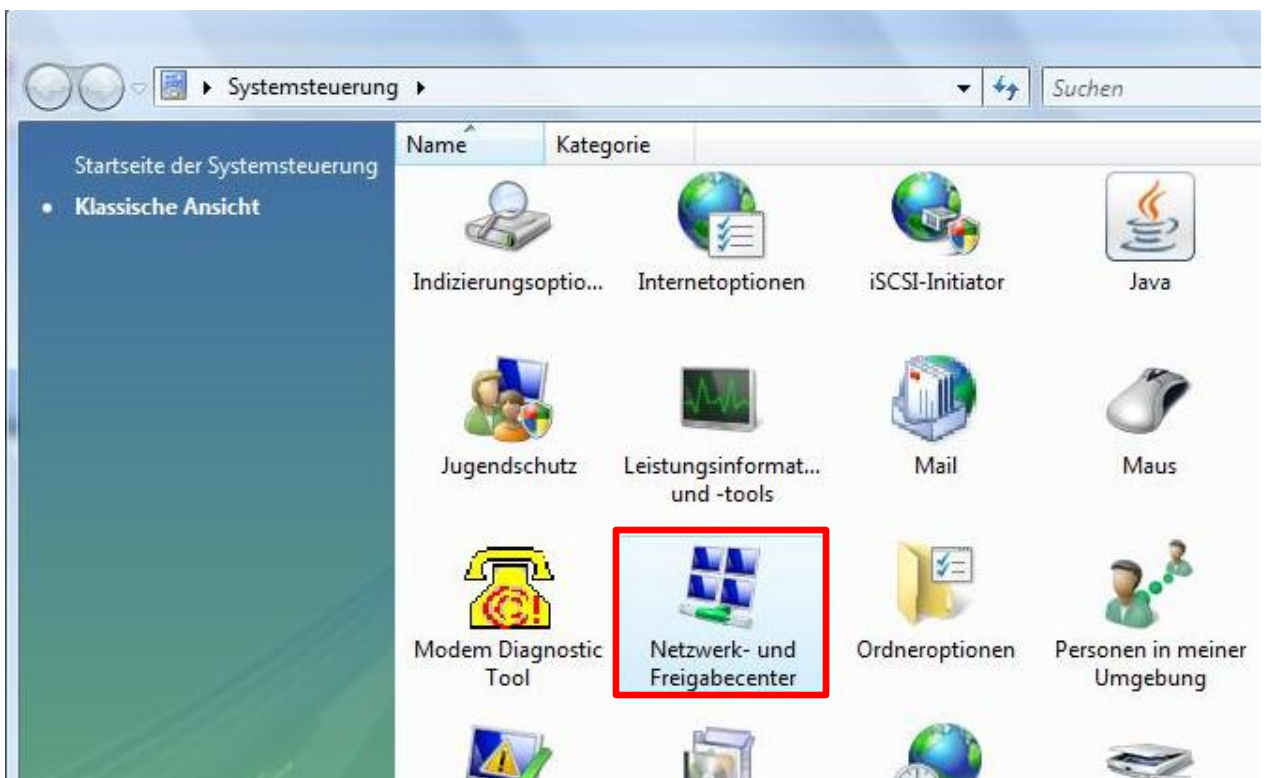 Systemsteuerung
Suchen
Startseite der Systemsteuerung
Klassische Ansicht
Name Kategorie
Indizierungsoptio... Internetoptionen iSCSI-Initiator Java
Jugendschutz Leistungsinformat... Mail Maus
und -tools
Modem Diagnostic Netzwerk- und Ordneroptionen Personen in meiner
Tool Freigabecenter Umgebung